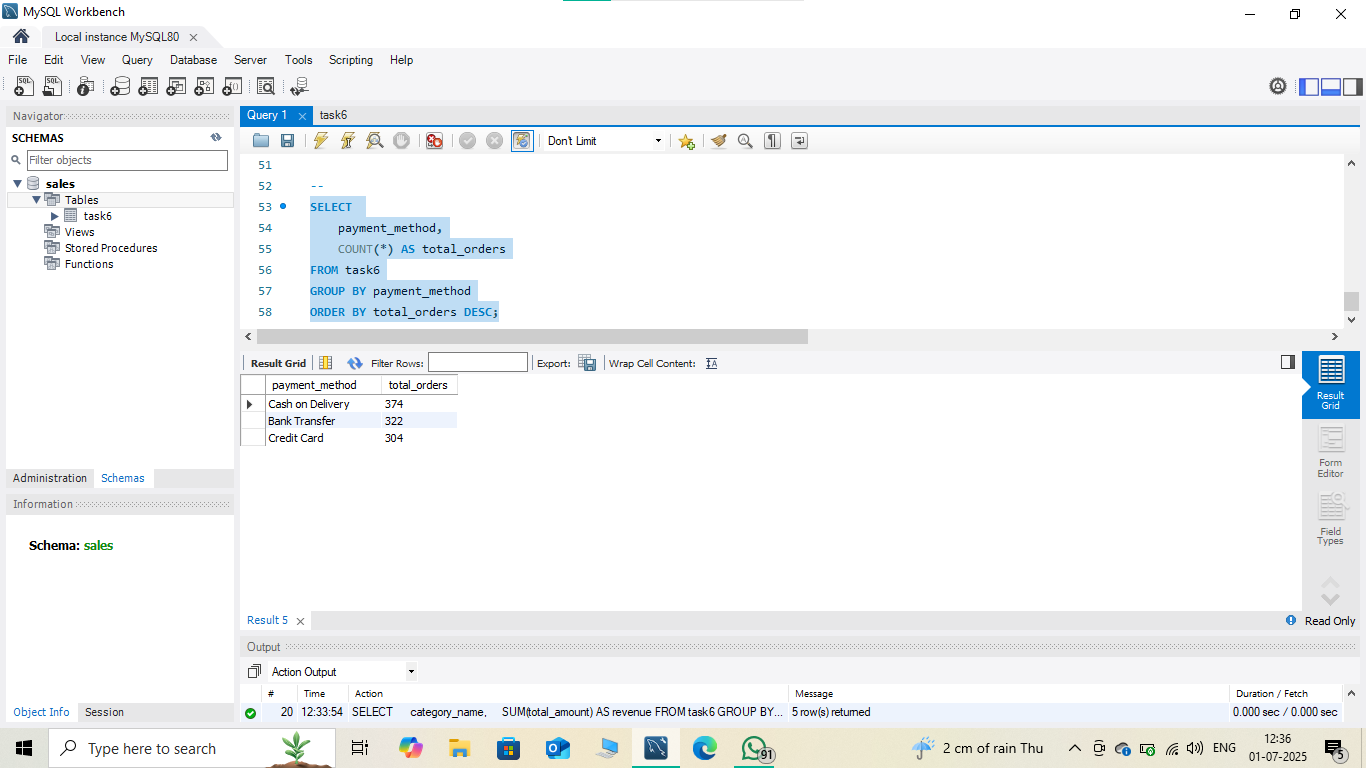 MySQL Workbench
Local instance MySQL80
File Edit View Query Database Server Tools Scripting Help
Navigator
SCHEMAS
Filter objects
sales
Tables
task6
Views
Stored Procedures
Functions
Administration Schemas
Information
Schema: sales
Object Info Session
Query 1 task6
Don't Limit
51
52 --
53 SELECT
54 payment_method,
55 COUNT(*) AS total_orders
56 FROM task6
57 GROUP BY payment_method
58 ORDER BY total_orders DESC;
Result Grid Filter Rows: Export: Wrap Cell Content:
payment_method total_orders
Cash on Delivery 374
Bank Transfer 322
Credit Card 304
Result
Grid
Form
Editor
Field
Types
Result 5 Read Only
Output
Action Output
# Time Action Message Duration / Fetch
20 12:33:54 SELECT category_name, SUM(total_amount) AS revenue FROM task6 GROUP BY... 5 row(s) returned 0.000 sec / 0.000 sec
Type here to search
91
2 cm of rain Thu
ENG
12:36
01-07-2025
5